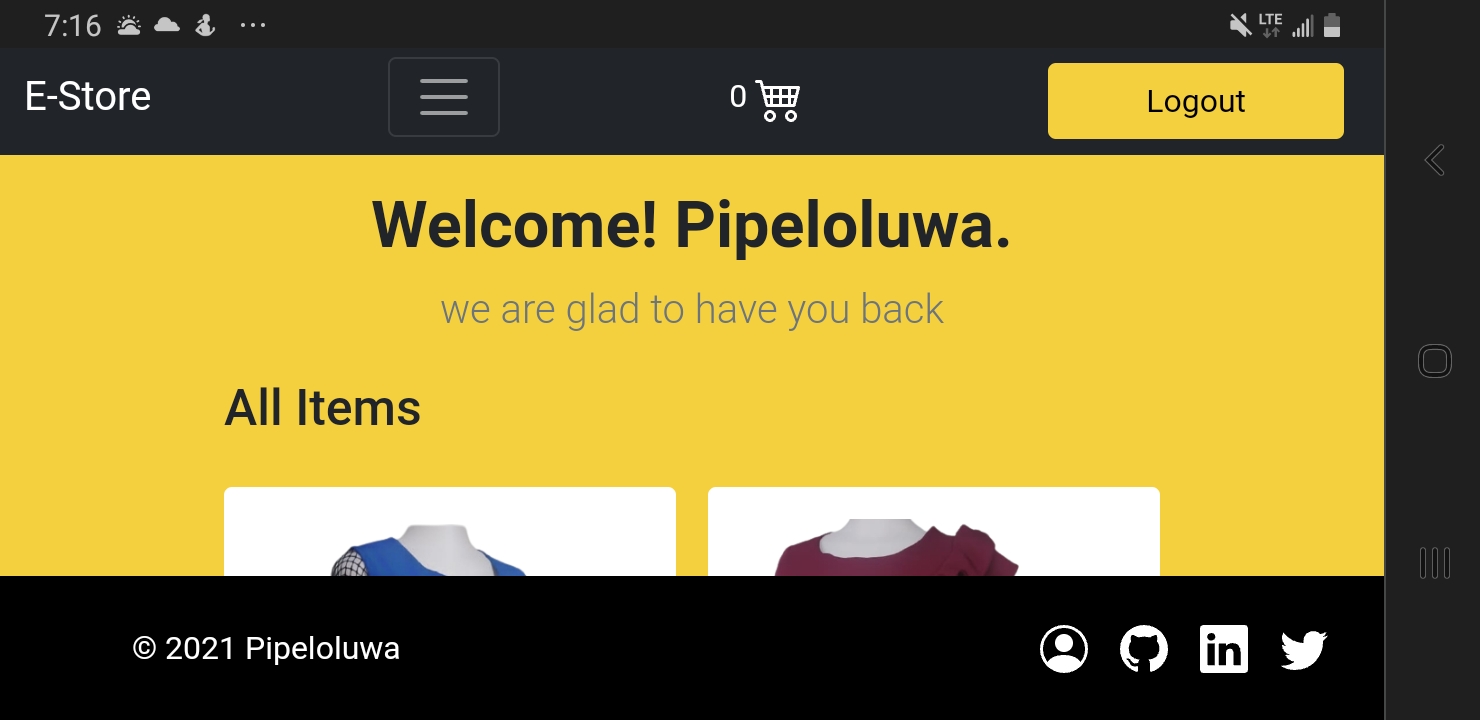 7:16
LTE
E-Store
0
Logout
Welcome! Pipeloluwa.
we are glad to have you back
All Items
© 2021 Pipeloluwa
in